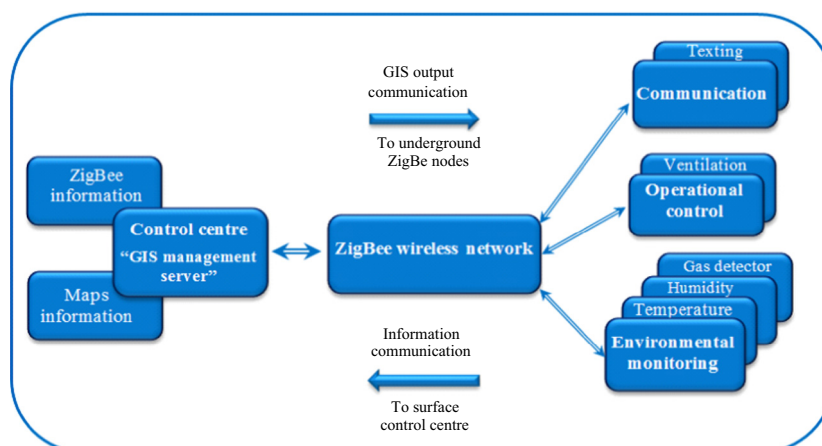 ZigBee
information
Control centre
“GIS management
server”
Maps
information
GIS output
communication
To underground
ZigBe nodes
ZigBee wireless network
Information
communication
To surface
control centre
Texting
Communication
Ventilation
Operational
control
Gas detector
Humidity
Temperature
Environmental
monitoring